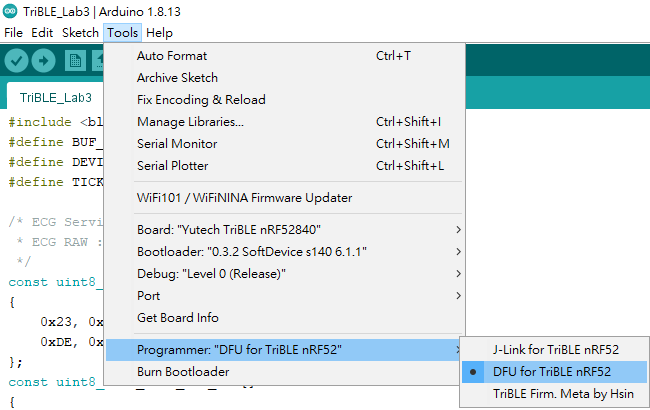 TriBLE_Lab3 | Arduino 1.8.13
File Edit Sketch Tools Help
TriBLE_Lab3
#include <bl
#define BUF_
#define DEVI
#define TICK
/* ECG Servi
* ECG RAW :
*/
const uint8_
{
0x23, 0x
0xDE, 0x
};
const uint8_
{
Auto Format Ctrl+T
Archive Sketch
Fix Encoding & Reload
Manage Libraries... Ctrl+Shift+I
Serial Monitor Ctrl+Shift+M
Serial Plotter Ctrl+Shift+L
WiFi101 / WiFiNINA Firmware Updater
Board: "Yutech TriBLE nRF52840"
Bootloader: "0.3.2 SoftDevice s140 6.1.1"
Debug: "Level 0 (Release)"
Port
Get Board Info
Programmer: "DFU for TriBLE nRF52"
Burn Bootloader
J-Link for TriBLE nRF52
DFU for TriBLE nRF52
TriBLE Firm. Meta by Hsin